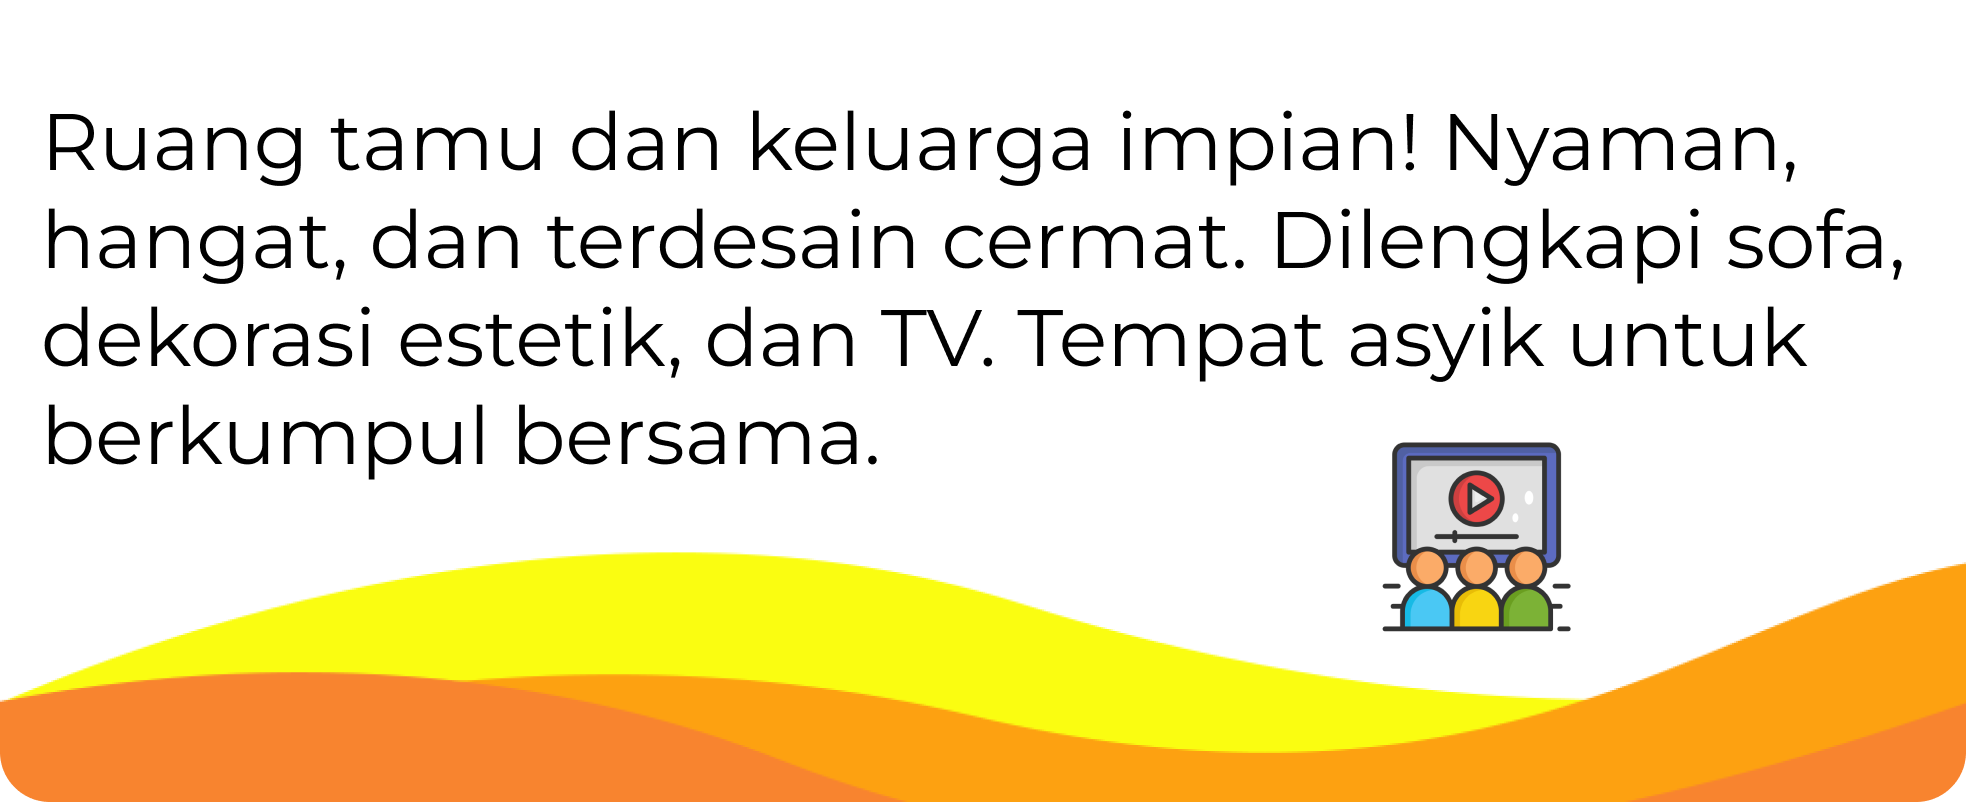 Ruang tamu dan keluarga impian! Nyaman,
hangat, dan terdesain cermat. Dilengkapi sofa,
dekorasi estetik, dan TV. Tempat asyik untuk
berkumpul bersama.